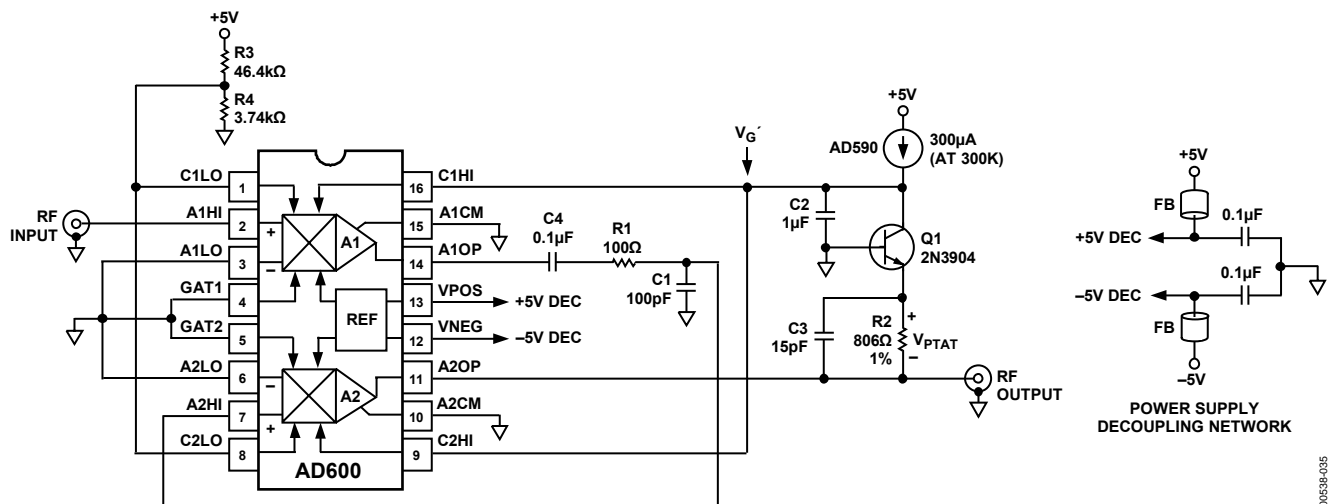 +5V
R3
46.4kΩ
R4
3.74kΩ
C1LO
1
A1HI
2
RF
INPUT
A1LO
3
GAT1
4
GAT2
5
A2LO
6
A2HI
7
C2LO
8
+
–
A1
REF
–
+
A2
AD600
C1HI
16
A1CM
15
A1OP
14
VPOS
13
+5V DEC
VNEG
12
–5V DEC
A2OP
11
A2CM
10
C2HI
9
C4
0.1µF
R1
100Ω
C1
100pF
VG´
+5V
AD590
300µA
(AT 300K)
C2
1µF
Q1
2N3904
C3
15pF
R2
806Ω
1%
+
VPTAT
–
RF
OUTPUT
+5V
FB
0.1µF
+5V DEC
0.1µF
–5V DEC
FB
–5V
POWER SUPPLY
DECOUPLING NETWORK
00538-035